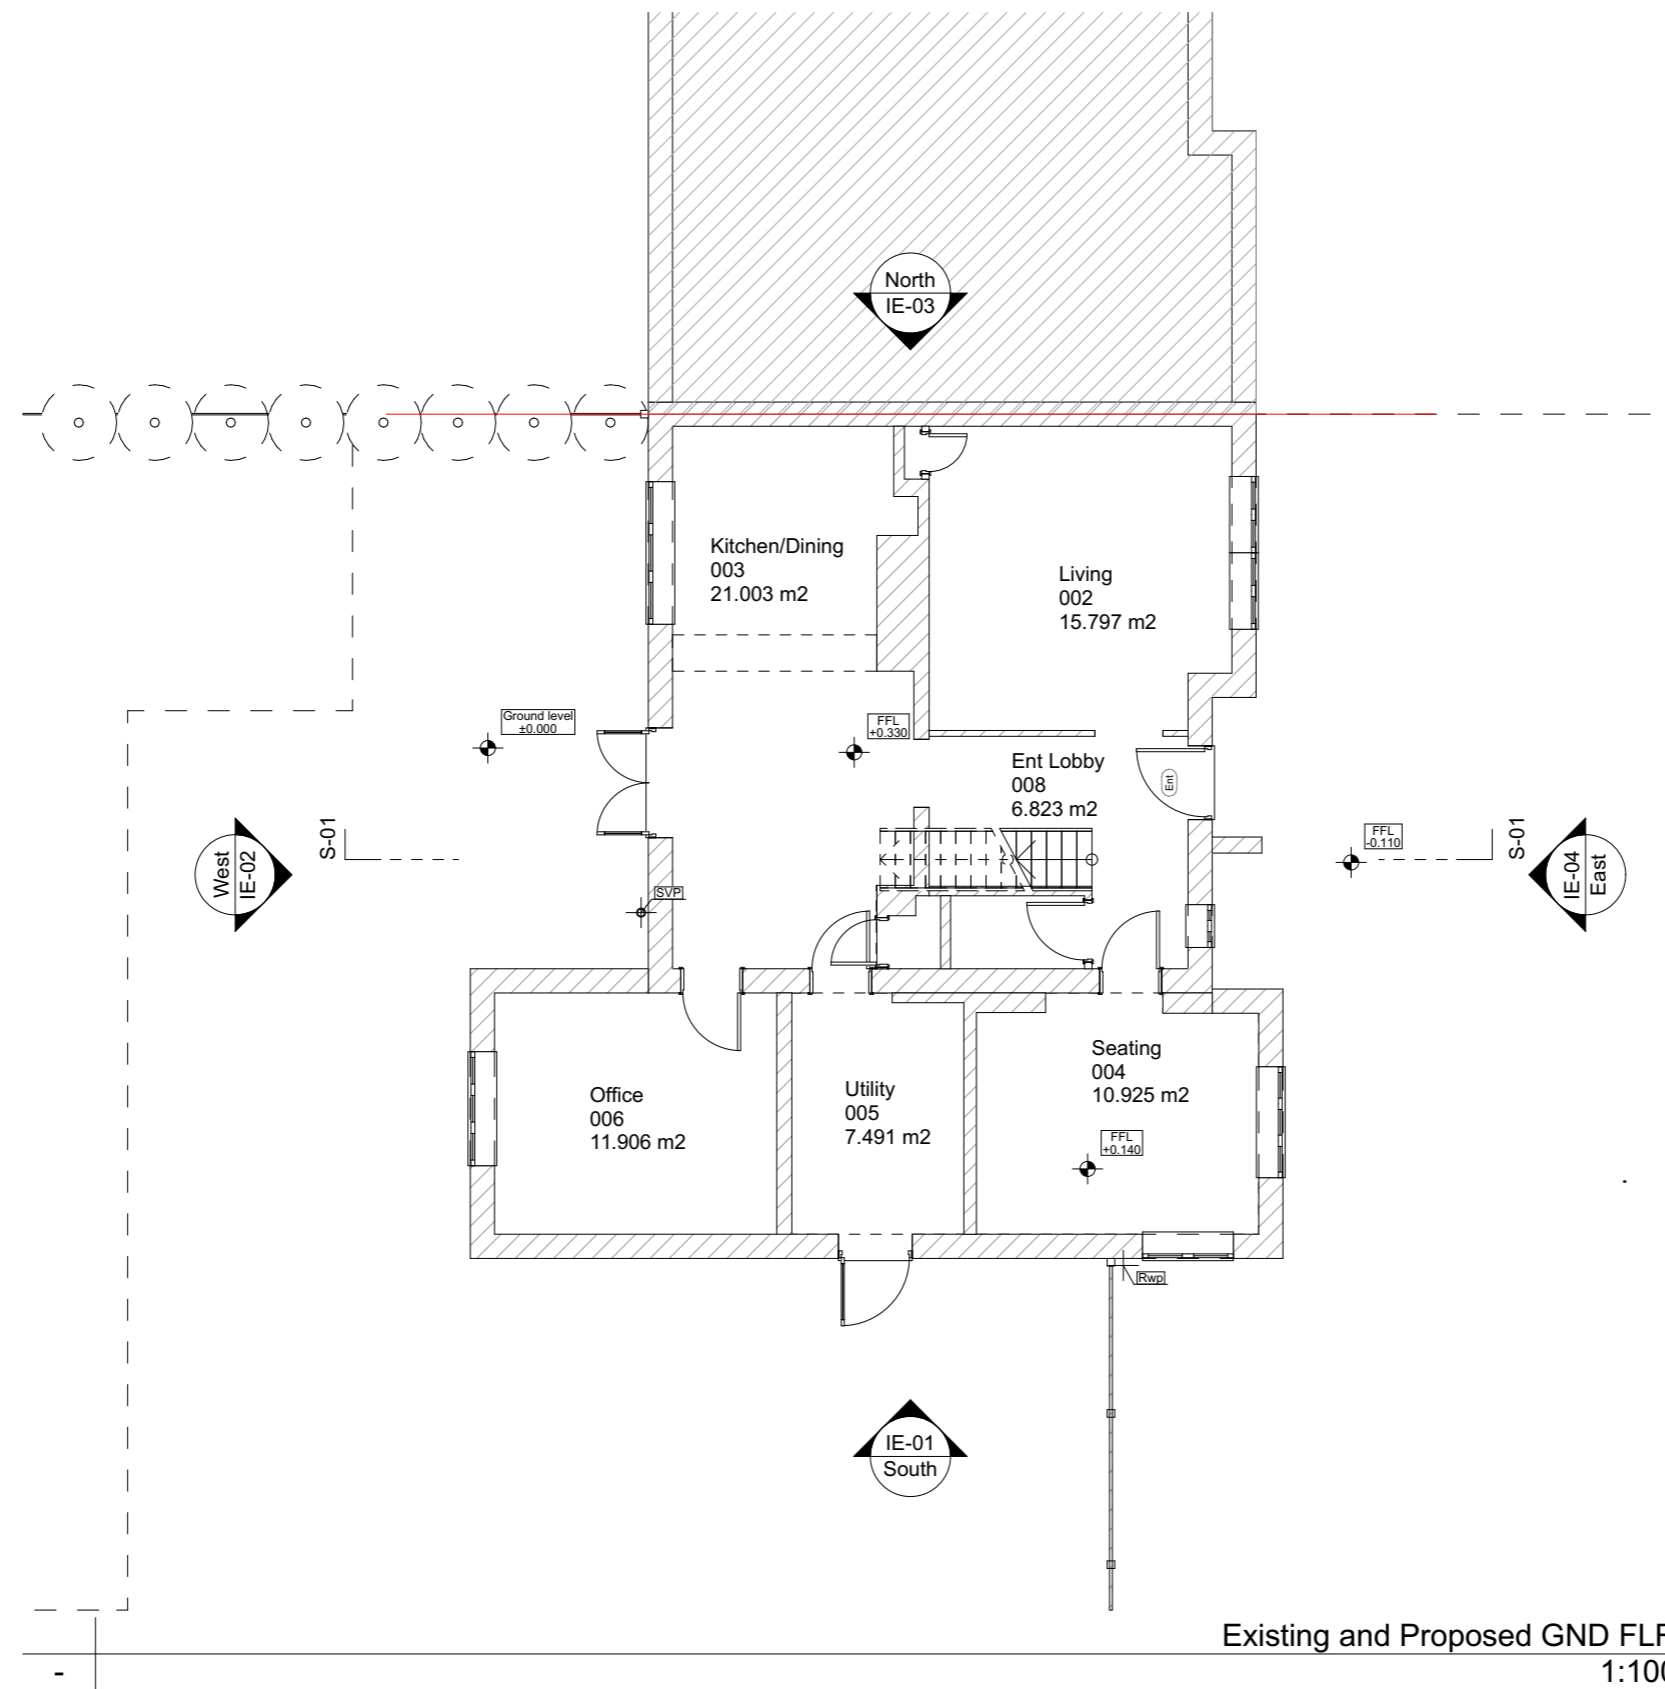 North
IE-03
Kitchen/Dining
003
21.003 m2
Living
002
15.797 m2
Ground level
±0.000
FFL
+0.330
Ent Lobby
008
6.823 m2
Ent
S-01
West
IE-02
SVP
FFL
-0.110
S-01
IE-04
East
Office
006
11.906 m2
Utility
005
7.491 m2
Seating
004
10.925 m2
FFL
+0.140
Rwp
IE-01
South
Existing and Proposed GND FLR
-
1:100